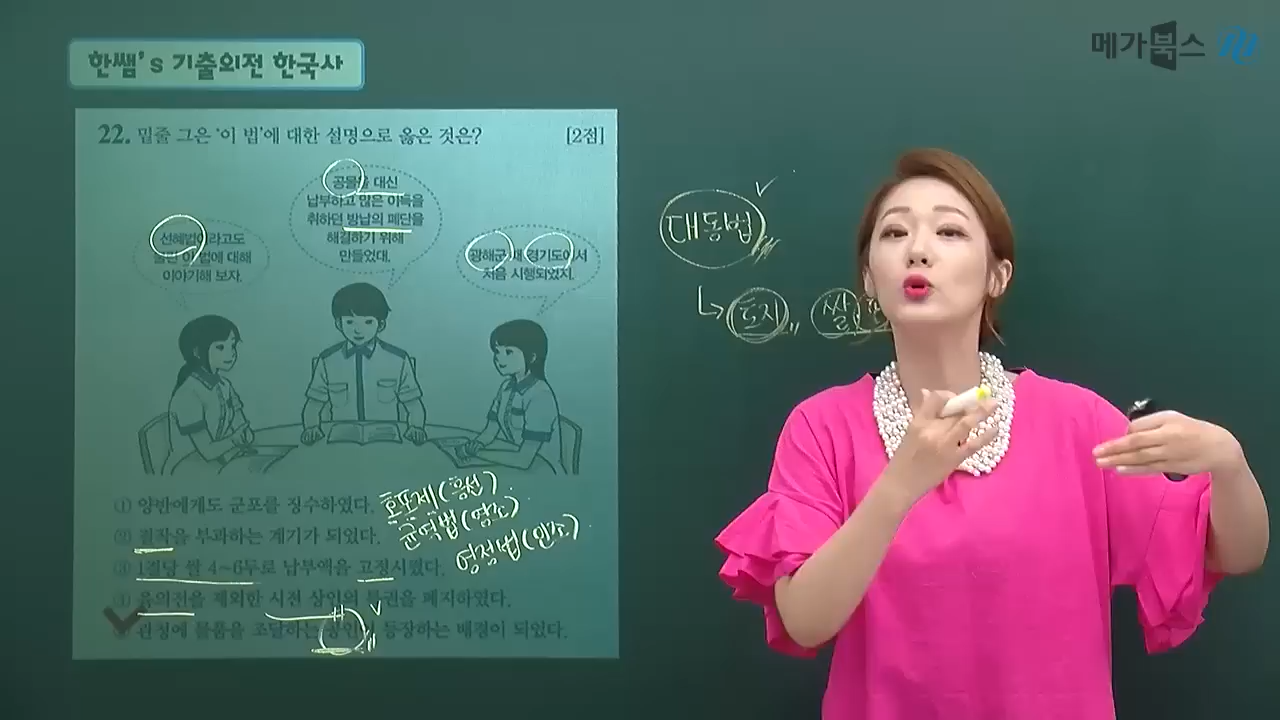 한쌤's 기출외전 한국사
메가북스
22. 밑줄 그은 '이 법'에 대한 설명으로 옳은 것은? [2점]
공물을 대신
납부하고 많은 이득을
취하던 방납의 폐단을
해결하기 위해
만들었대.
선혜법이라고도
불린 이 법에 대해
이야기해 보자.
광해군 때 경기도에서
처음 시행되었지.
대동법
토지 쌀
① 양반에게도 군포를 징수하였다.
호포제(흥선)
② 결작을 부과하는 계기가 되었다.
균역법(영조)
③ 1결당 쌀 4~6두로 납부액을 고정시켰다.
영정법(인조)
④ 육의전을 제외한 시전 상인의 특권을 폐지하였다.
⑤ 관청에 물품을 조달하는 공인이 등장하는 배경이 되었다.